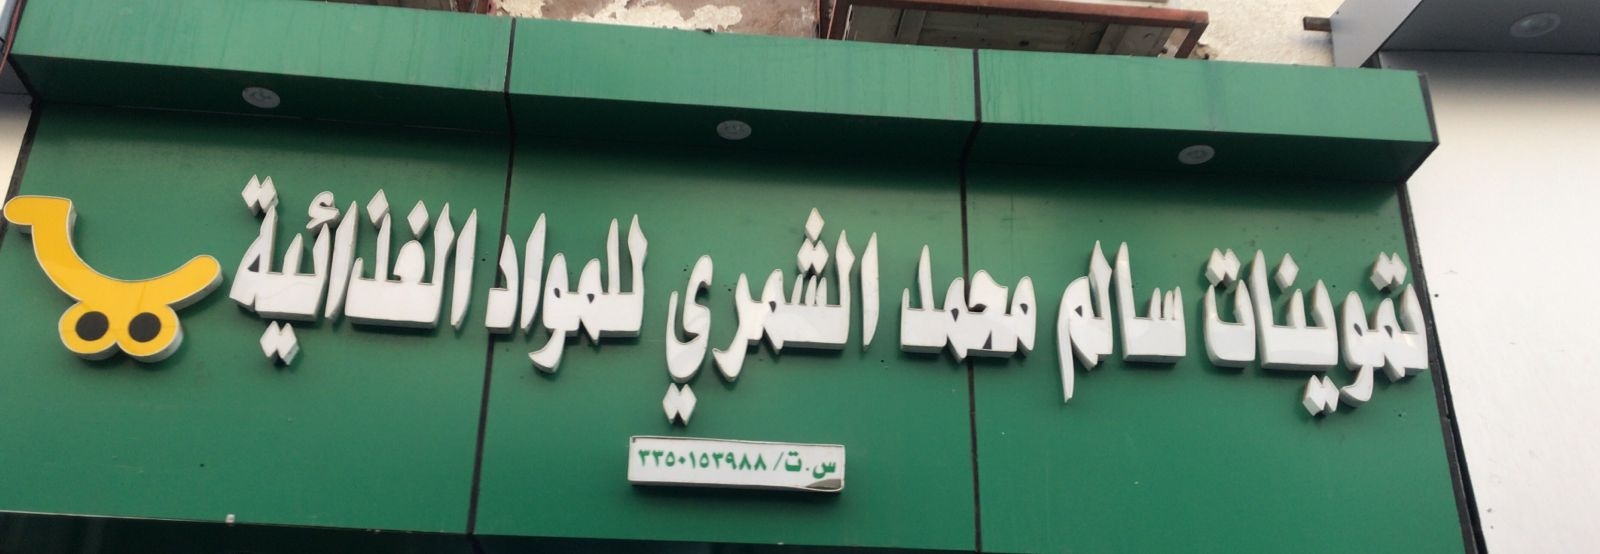 تموينات سالم محمد الشمري للمواد الغذائية
س.ت/ ٣٣٥٠١٥٣٩٨٨